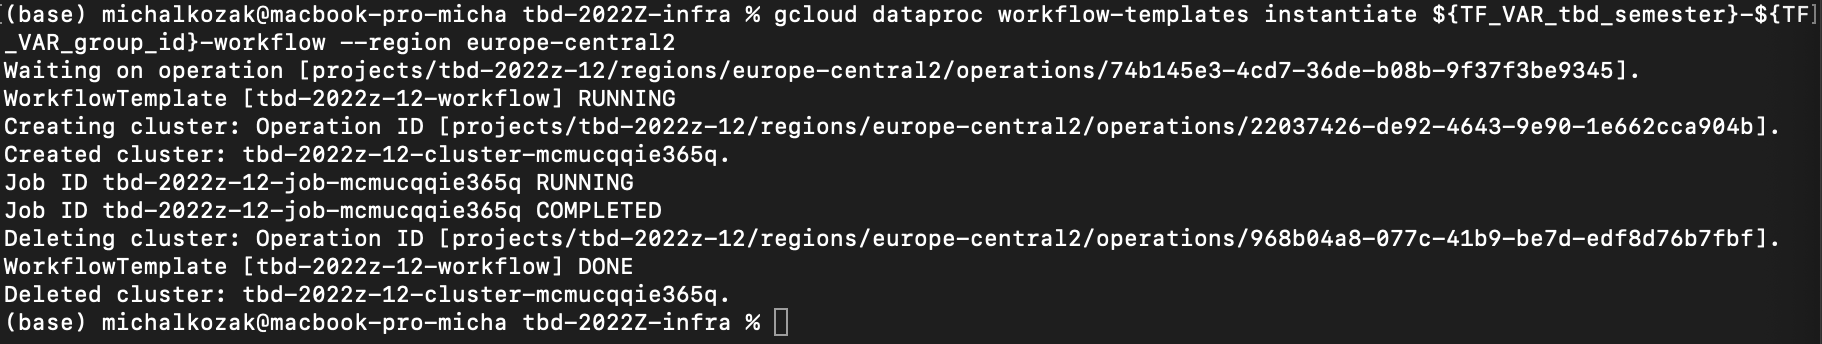 (base) michalkozak@macbook-pro-micha tbd-2022Z-infra % gcloud dataproc workflow-templates instantiate ${TF_VAR_tbd_semester}-${TF
_VAR_group_id}-workflow --region europe-central2
Waiting on operation [projects/tbd-2022z-12/regions/europe-central2/operations/74b145e3-4cd7-36de-b08b-9f37f3be9345].
WorkflowTemplate [tbd-2022z-12-workflow] RUNNING
Creating cluster: Operation ID [projects/tbd-2022z-12/regions/europe-central2/operations/22037426-de92-4643-9e90-1e662cca904b].
Created cluster: tbd-2022z-12-cluster-mcmucqqie365q.
Job ID tbd-2022z-12-job-mcmucqqie365q RUNNING
Job ID tbd-2022z-12-job-mcmucqqie365q COMPLETED
Deleting cluster: Operation ID [projects/tbd-2022z-12/regions/europe-central2/operations/968b04a8-077c-41b9-be7d-edf8d76b7fbf].
WorkflowTemplate [tbd-2022z-12-workflow] DONE
Deleted cluster: tbd-2022z-12-cluster-mcmucqqie365q.
(base) michalkozak@macbook-pro-micha tbd-2022Z-infra %